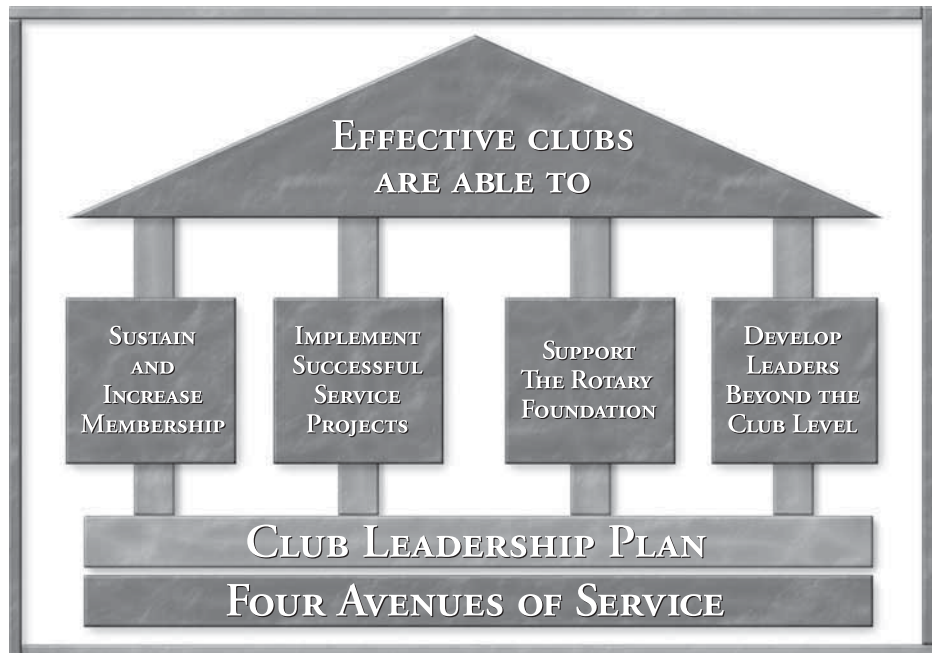 Effective clubs
are able to
Sustain
and
Increase
Membership
Implement
Successful
Service
Projects
Support
The Rotary
Foundation
Develop
Leaders
Beyond the
Club Level
Club Leadership Plan
Four Avenues of Service